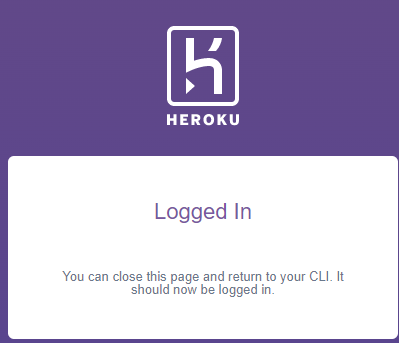 HEROKU
Logged In
You can close this page and return to your CLI. It
should now be logged in.